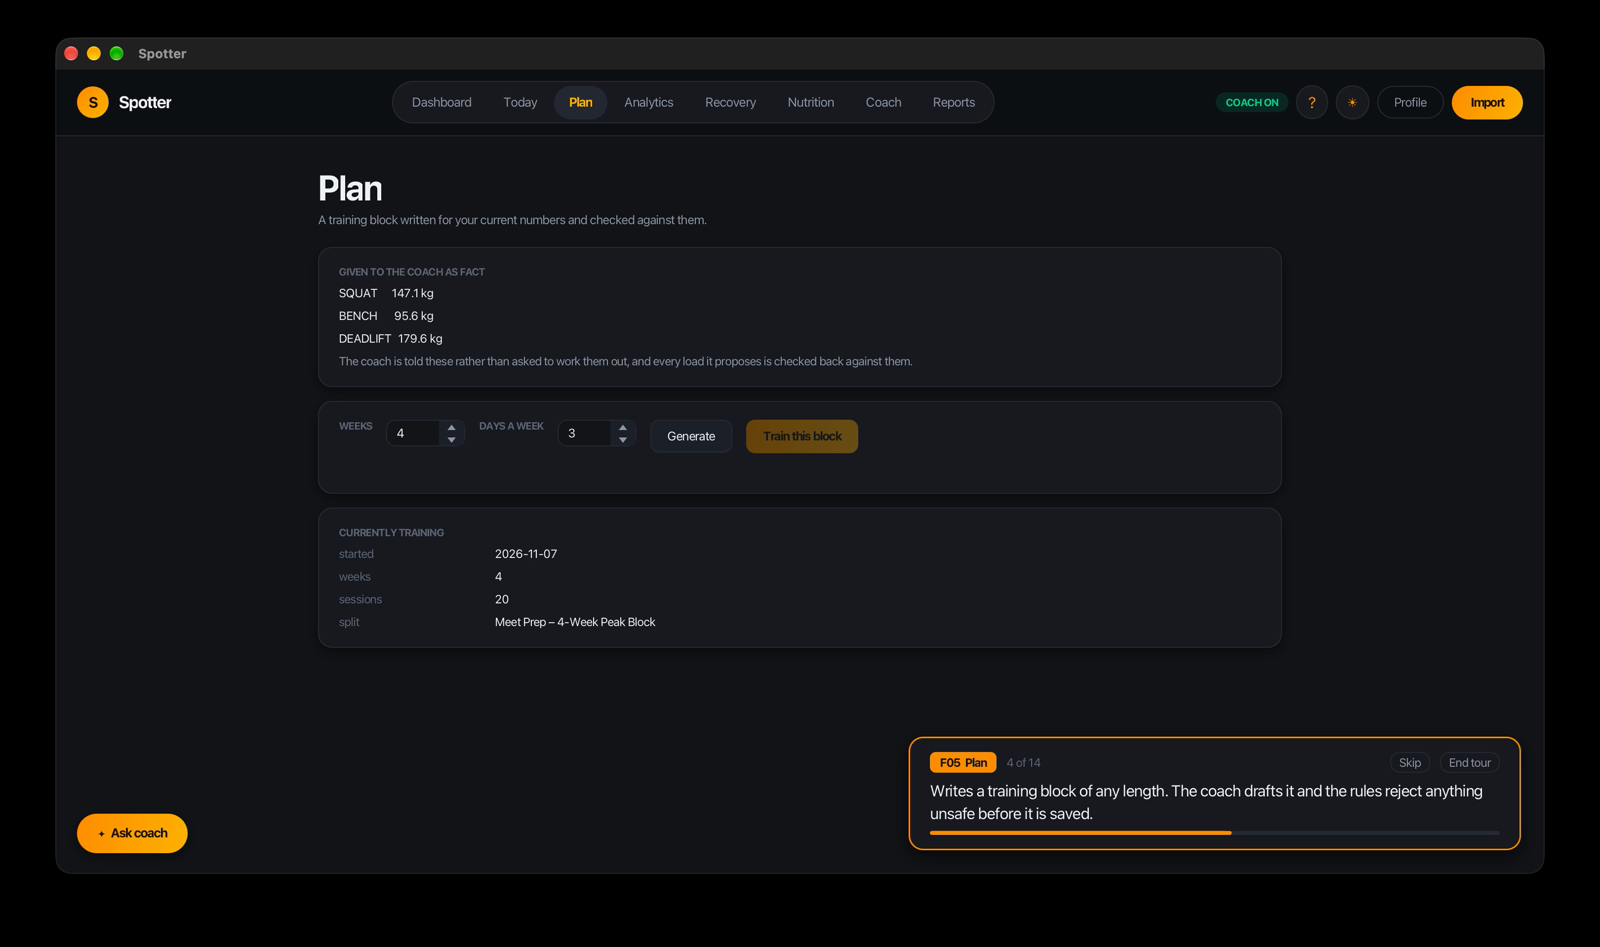 Spotter
S Spotter
Dashboard Today Plan Analytics Recovery Nutrition Coach Reports
COACH ON ? Profile Import
Plan
A training block written for your current numbers and checked against them.
GIVEN TO THE COACH AS FACT
SQUAT 147.1 kg
BENCH 95.6 kg
DEADLIFT 179.6 kg
The coach is told these rather than asked to work them out, and every load it proposes is checked back against them.
WEEKS 4 DAYS A WEEK 3 Generate Train this block
CURRENTLY TRAINING
started 2026-11-07
weeks 4
sessions 20
split Meet Prep – 4-Week Peak Block
F05 Plan 4 of 14 Skip End tour
Writes a training block of any length. The coach drafts it and the rules reject anything
unsafe before it is saved.
Ask coach